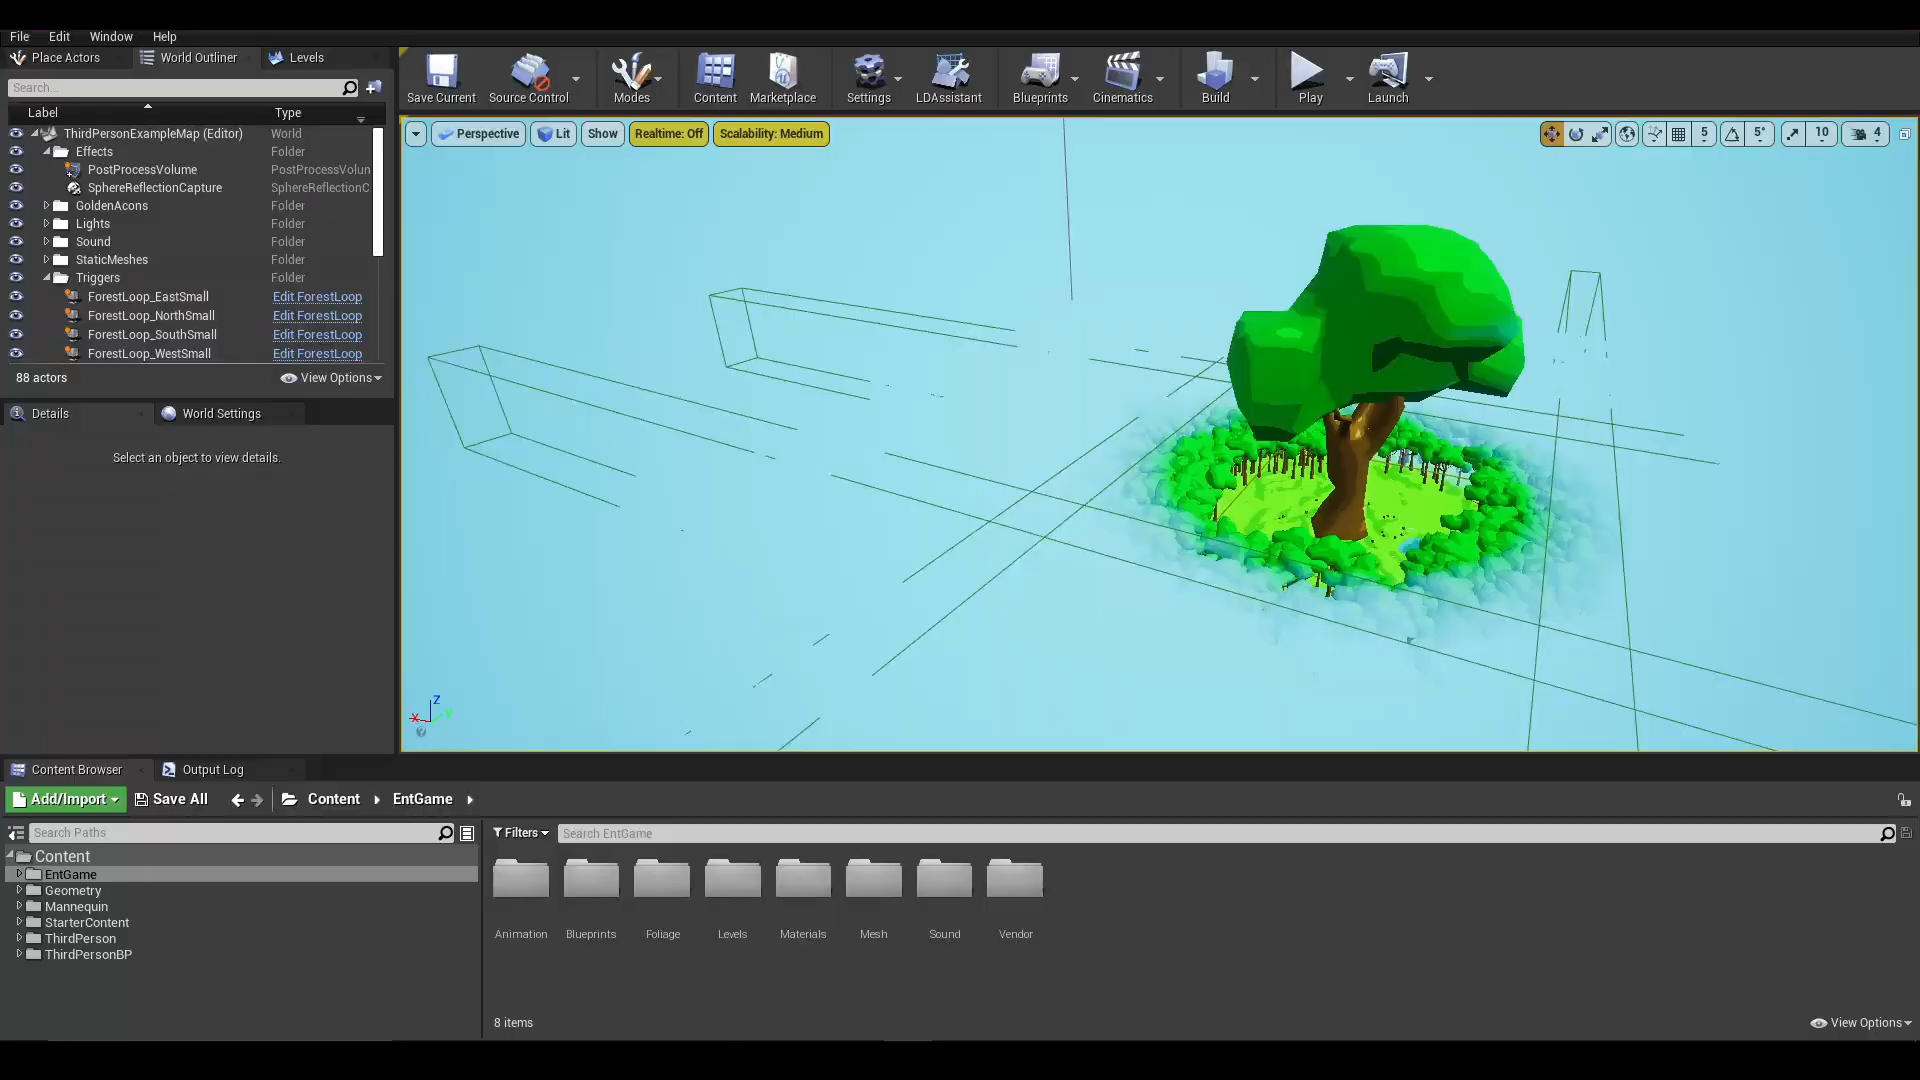 File Edit Window Help
Place Actors World Outliner Levels
Search...
Label Type
ThirdPersonExampleMap (Editor) World
Effects Folder
PostProcessVolume PostProcessVolun
SphereReflectionCapture SphereReflectionC
GoldenAcons Folder
Lights Folder
Sound Folder
StaticMeshes Folder
Triggers Folder
ForestLoop_EastSmall Edit ForestLoop
ForestLoop_NorthSmall Edit ForestLoop
ForestLoop_SouthSmall Edit ForestLoop
ForestLoop_WestSmall Edit ForestLoop
88 actors View Options
Details World Settings
Select an object to view details.
Save Current Source Control Modes Content Marketplace Settings LDAssistant Blueprints Cinematics Build Play Launch
Perspective Lit Show Realtime: Off Scalability: Medium 5 5° 10 4
Z
X Y
?
Content Browser Output Log
Add/Import Save All Content EntGame
Search Paths
Content
EntGame
Geometry
Mannequin
StarterContent
ThirdPerson
ThirdPersonBP
Filters Search EntGame
Animation Blueprints Foliage Levels Materials Mesh Sound Vendor
8 items View Options